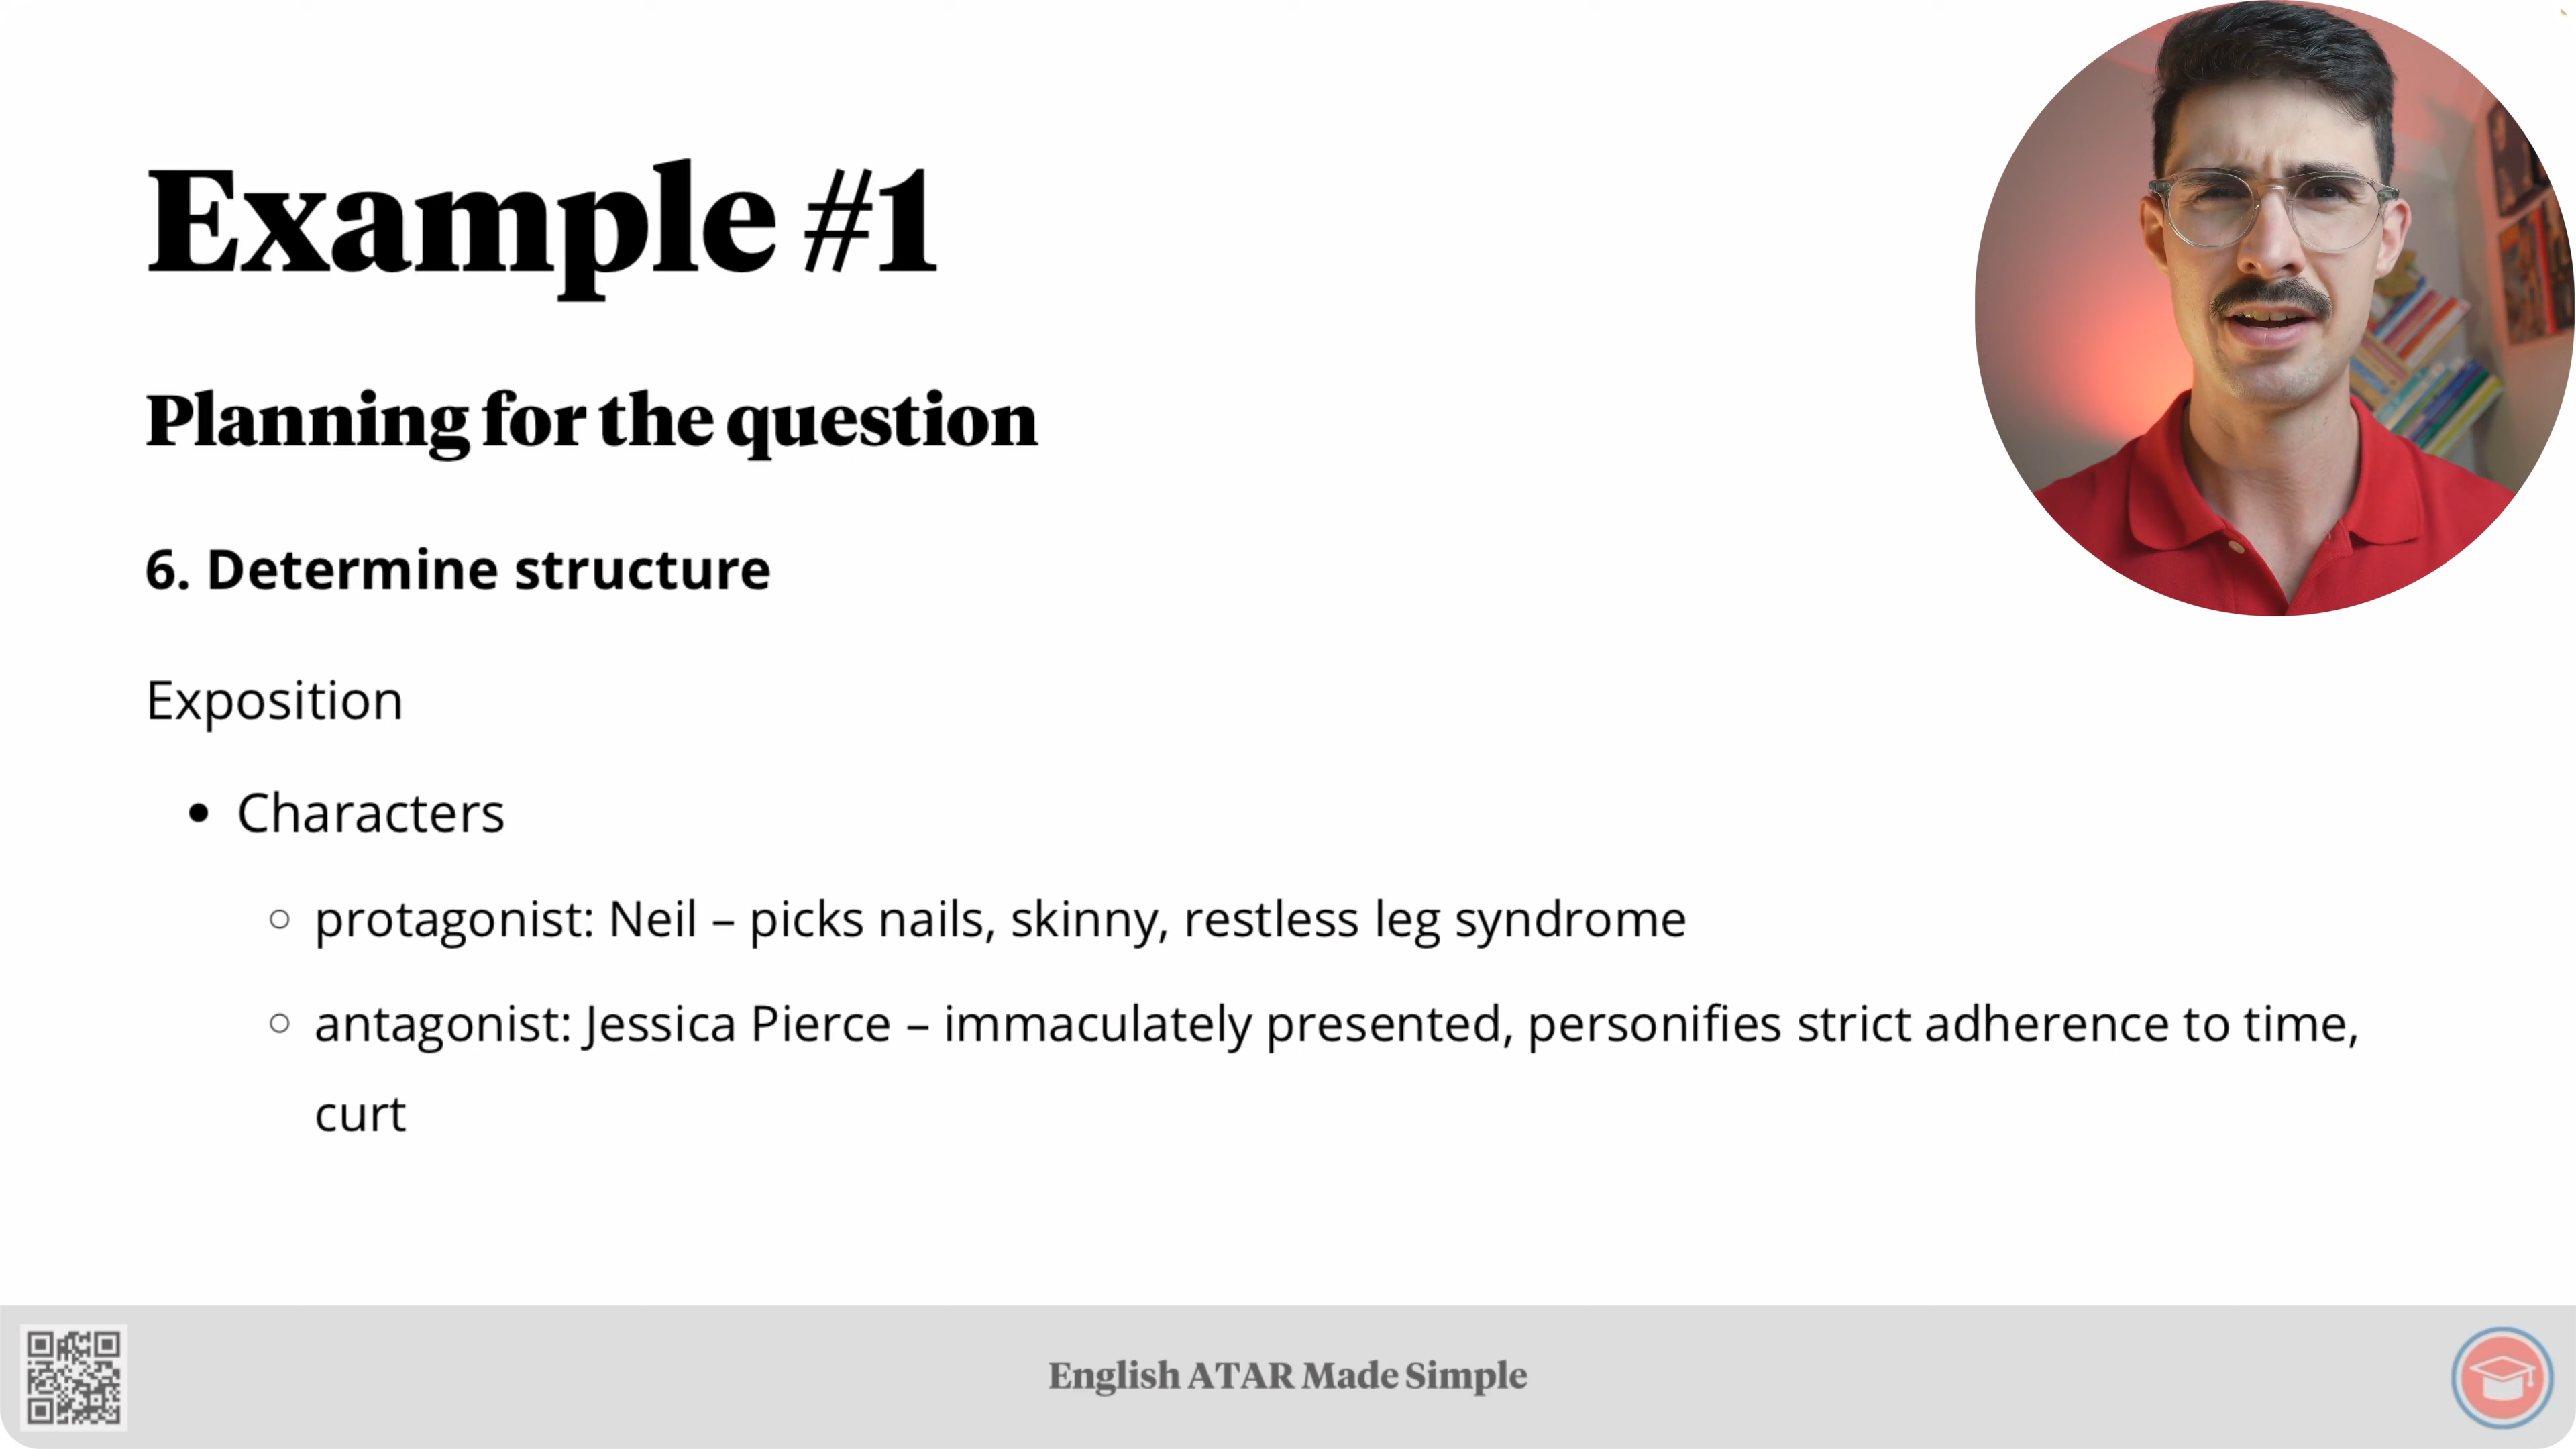 Example #1
Planning for the question
6. Determine structure
Exposition
• Characters
○ protagonist: Neil – picks nails, skinny, restless leg syndrome
○ antagonist: Jessica Pierce – immaculately presented, personifies strict adherence to time,
curt
English ATAR Made Simple